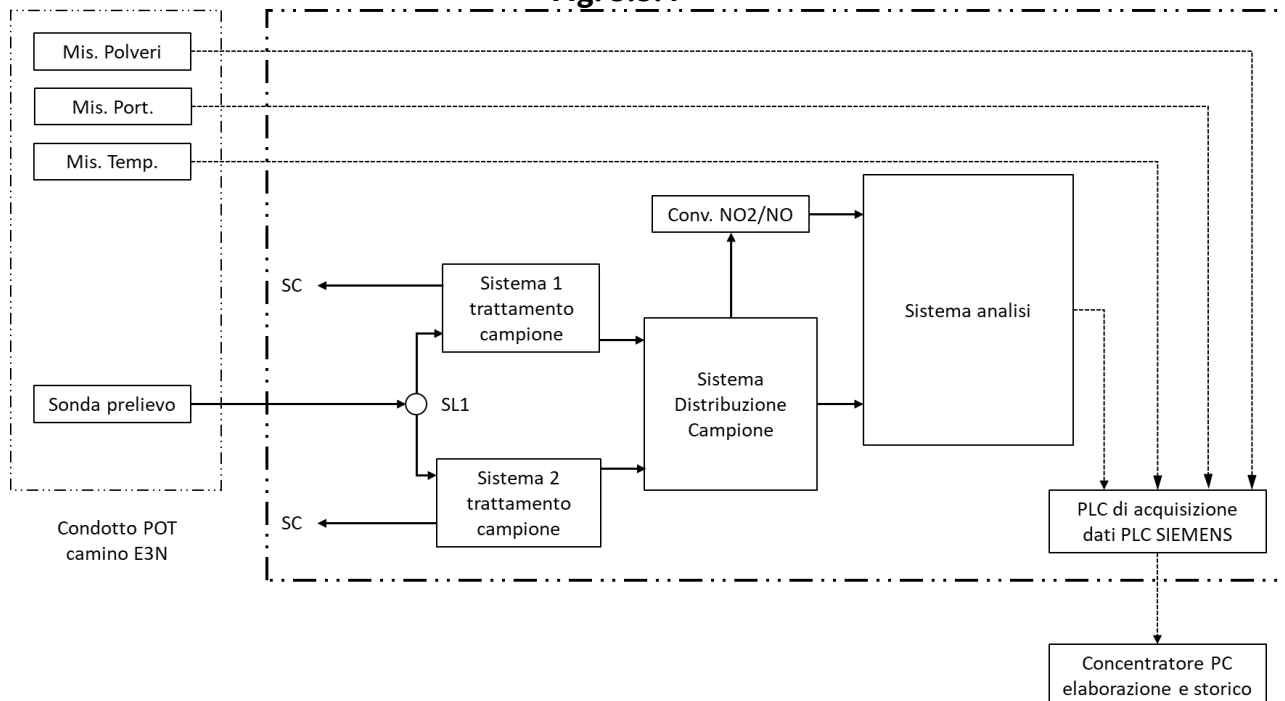 Mis. Polveri
Mis. Port.
Mis. Temp.
Conv. NO2/NO
SC
Sistema 1
trattamento
campione
Sistema analisi
Sistema
Distribuzione
Campione
Sonda prelievo
SL1
Sistema 2
trattamento
campione
SC
Condotto POT
camino E3N
PLC di acquisizione
dati PLC SIEMENS
Concentratore PC
elaborazione e storico